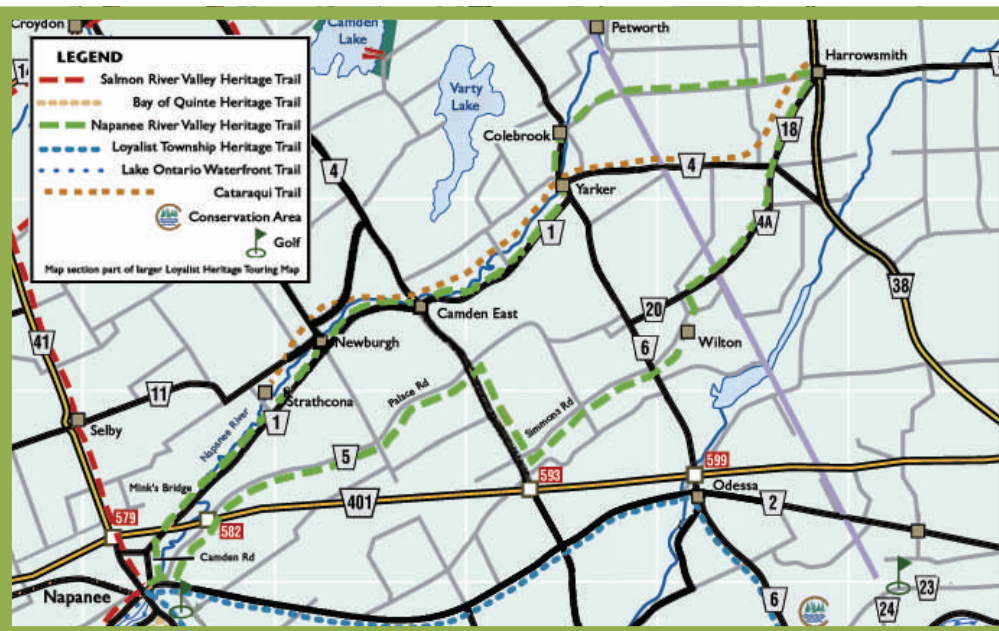 Croydon
Camden
Lake
Petworth
Harrowsmith
LEGEND
Salmon River Valley Heritage Trail
Bay of Quinte Heritage Trail
Napanee River Valley Heritage Trail
Loyalist Township Heritage Trail
Lake Ontario Waterfront Trail
Cataraqui Trail
Conservation Area
Golf
Map section part of larger Loyalist Heritage Touring Map
14
Varty
Lake
Colebrook
18
4
4
Yarker
1
4A
38
20
Camden East
41
Newburgh
6
Wilton
11
Palace Rd
Strathcona
Simmons Rd
1
Selby
Napanee River
5
599
593
Mink's Bridge
Odessa
401
2
579
582
Camden Rd
Napanee
6
23
24